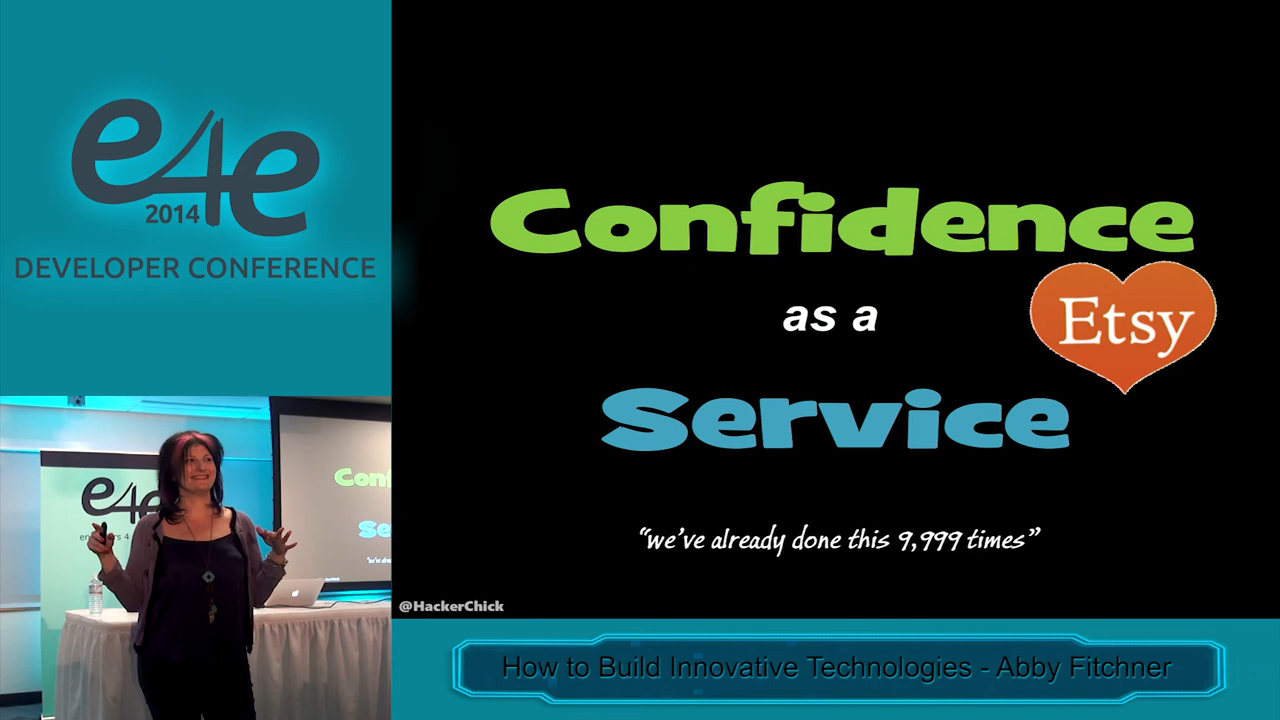 e4e
2014
DEVELOPER CONFERENCE
Confidence
as a
Etsy
Service
“we’ve already done this 9,999 times”
@HackerChick
How to Build Innovative Technologies - Abby Fitchner
e4e